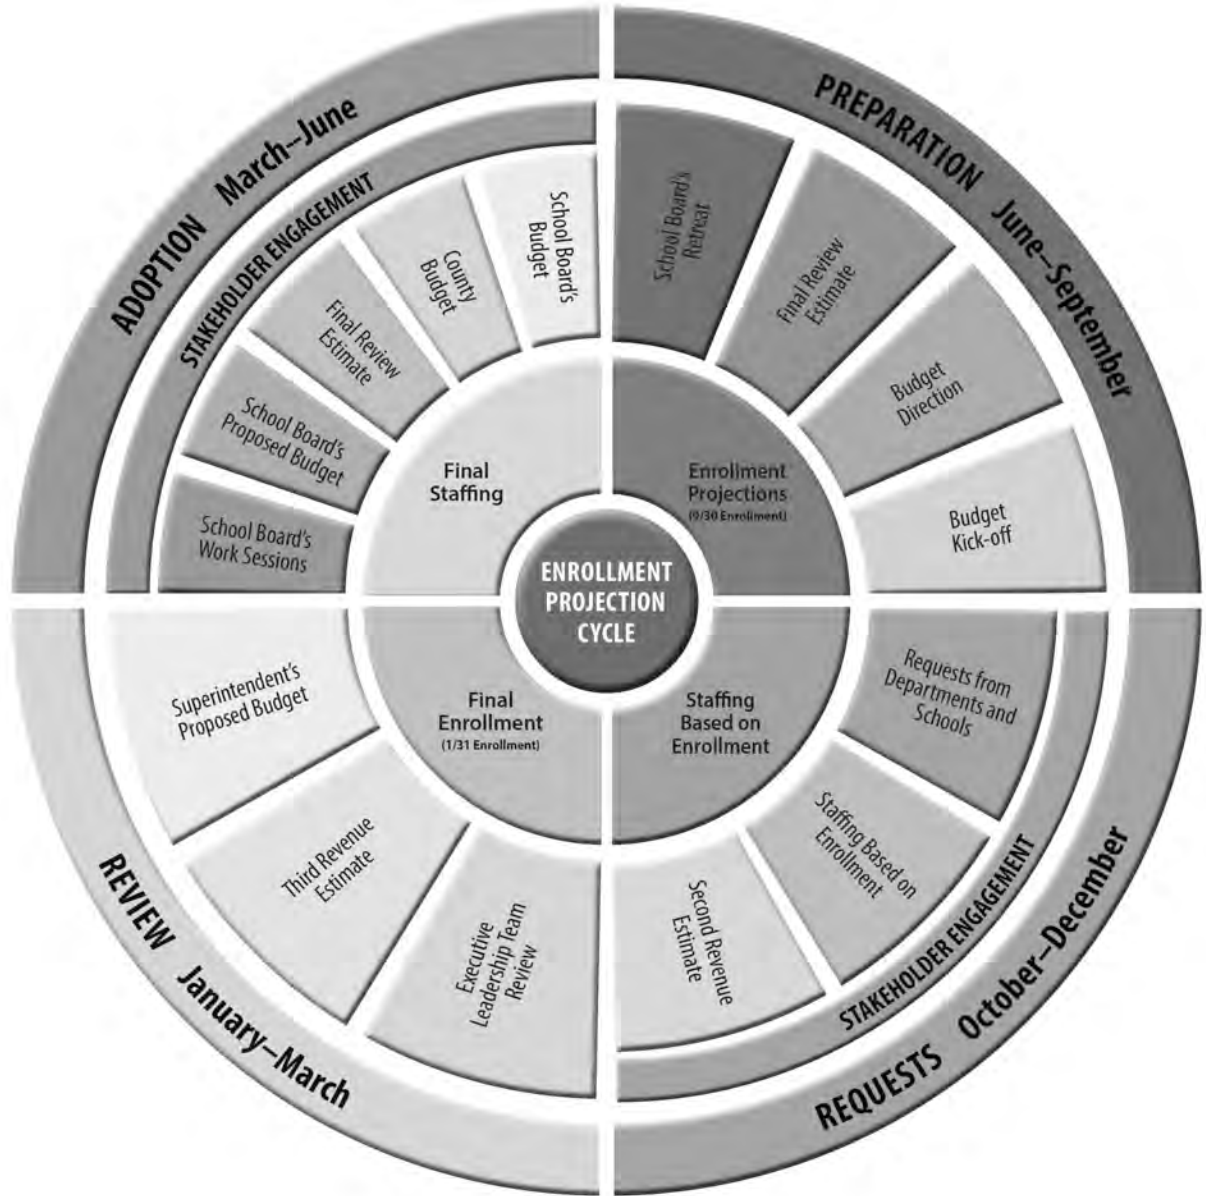 PREPARATION June–September
School Board's
Retreat
Final Review
Estimate
Budget
Direction
Budget
Kick-off
Enrollment
Projections
(9/30 Enrollment)
REQUESTS October–December
STAKEHOLDER ENGAGEMENT
Requests from
Departments and
Schools
Staffing Based on
Enrollment
Second Revenue
Estimate
Staffing
Based on
Enrollment
REVIEW January–March
Executive
Leadership Team
Review
Third Revenue
Estimate
Superintendent's
Proposed Budget
Final
Enrollment
(1/31 Enrollment)
ADOPTION March–June
STAKEHOLDER ENGAGEMENT
School Board's
Work Sessions
School Board's
Proposed Budget
Final Review
Estimate
County
Budget
School Board's
Budget
Final
Staffing
ENROLLMENT
PROJECTION
CYCLE